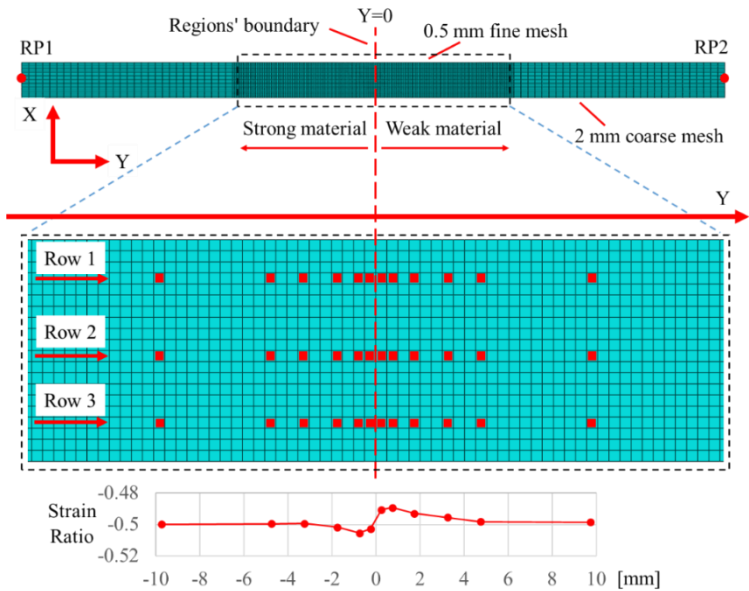 Y=0
Regions' boundary
0.5 mm fine mesh
RP1
RP2
X
Y
Strong material
Weak material
2 mm coarse mesh
Y
Row 1
Row 2
Row 3
Strain
Ratio
-0.48
-0.5
-0.52
-10 -8 -6 -4 -2 0 2 4 6 8 10 [mm]